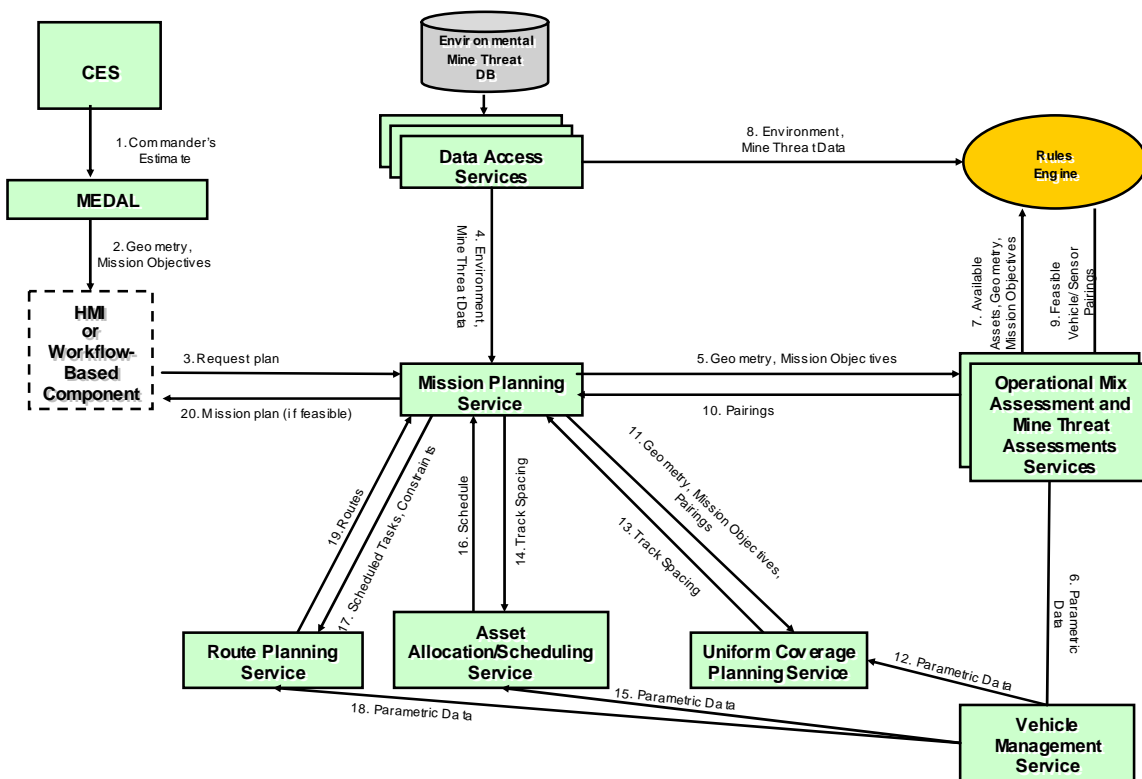 Environmental
Mine Threat
DB
CES
1. Commander's
Estimate
8. Environment,
Mine Threat Data
Data Access
Services
Rules
Engine
MEDAL
2. Geometry,
Mission Objectives
4. Environment,
Mine Threat Data
7. Available
Assets, Geometry,
Mission Objectives
9. Feasible
Vehicle/Sensor
Pairings
HMI
or
Workflow-
Based
Component
3. Request plan
5. Geometry, Mission Objectives
Mission Planning
Service
Operational Mix
Assessment and
Mine Threat
Assessments
Services
20. Mission plan (if feasible)
10. Pairings
19. Routes
17. Scheduled Tasks, Constraints
16. Schedule
14. Track Spacing
13. Track Spacing
11. Geometry, Mission Objectives,
Pairings
6. Parametric
Data
Route Planning
Service
Asset
Allocation/Scheduling
Service
Uniform Coverage
Planning Service
12. Parametric Data
15. Parametric Data
18. Parametric Data
Vehicle
Management
Service